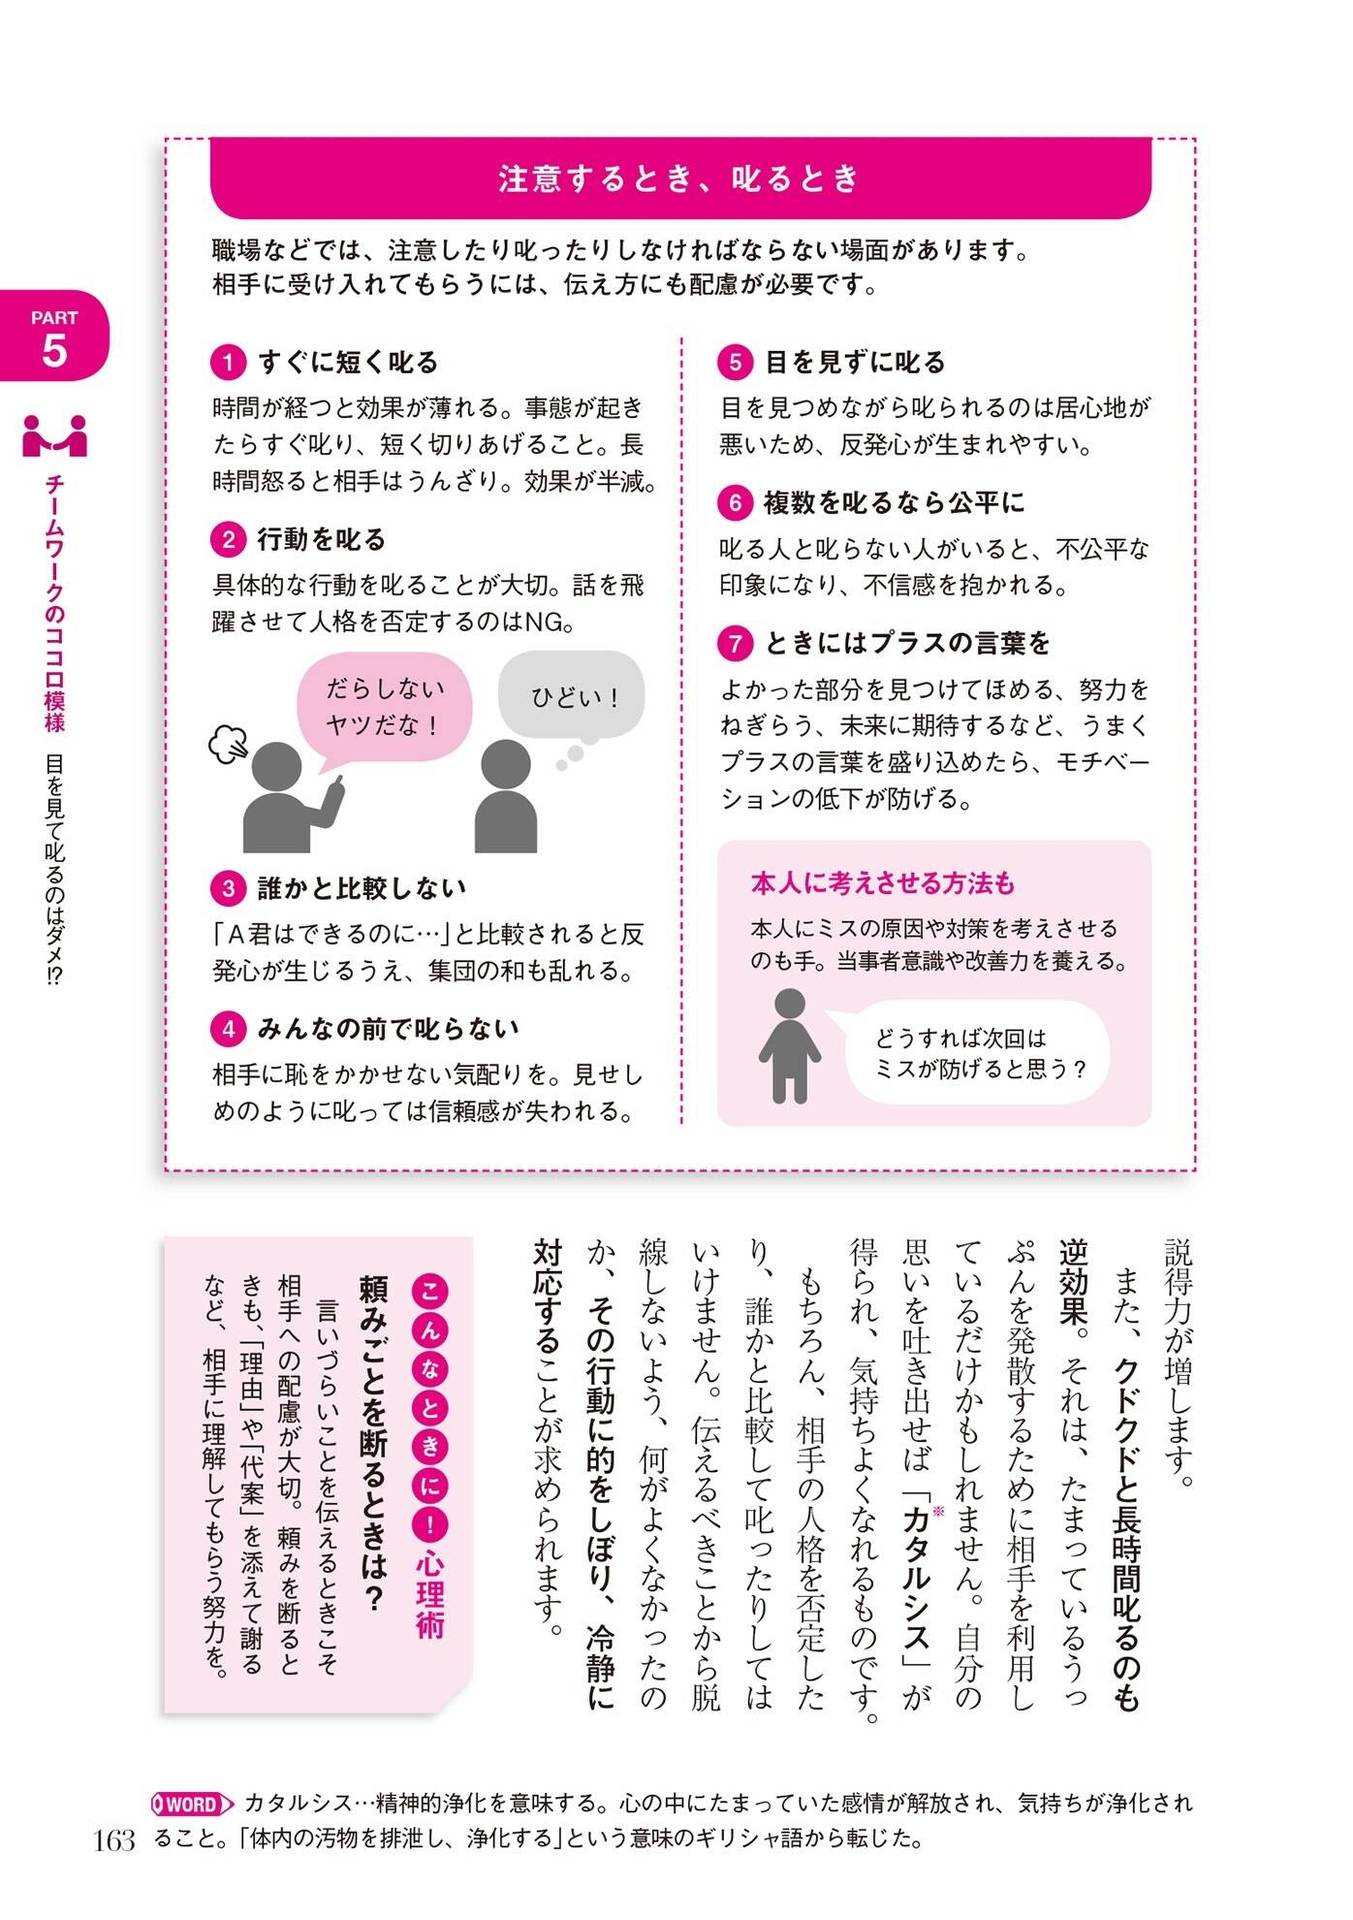 注意するとき、叱るとき
職場などでは、注意したり叱ったりしなければならない場面があります。
相手に受け入れてもらうには、伝え方にも配慮が必要です。
1 すぐに短く叱る
時間が経つと効果が薄れる。事態が起き
たらすぐ叱り、短く切りあげること。長
時間怒ると相手はうんざり。効果が半減。
2 行動を叱る
具体的な行動を叱ることが大切。話を飛
躍させて人格を否定するのはNG。
だらしない
ヤツだな！
ひどい！
3 誰かと比較しない
「A君はできるのに…」と比較されると反
発心が生じるうえ、集団の和も乱れる。
4 みんなの前で叱らない
相手に恥をかかせない気配りを。見せし
めのように叱っては信頼感が失われる。
5 目を見ずに叱る
目を見つめながら叱られるのは居心地が
悪いため、反発心が生まれやすい。
6 複数を叱るなら公平に
叱る人と叱らない人がいると、不公平な
印象になり、不信感を抱かれる。
7 ときにはプラスの言葉を
よかった部分を見つけてほめる、努力を
ねぎらう、未来に期待するなど、うまく
プラスの言葉を盛り込めたら、モチベー
ションの低下が防げる。
本人に考えさせる方法も
本人にミスの原因や対策を考えさせる
のも手。当事者意識や改善力を養える。
どうすれば次回は
ミスが防げると思う？
PART
5
チームワークのココロ模様 目を見て叱るのはダメ!?
説得力が増します。
また、クドクドと長時間叱るのも
逆効果。それは、たまっているうっ
ぷんを発散するために相手を利用し
ているだけかもしれません。自分の
思いを吐き出せば「カタルシス※」が
得られ、気持ちよくなれるものです。
もちろん、相手の人格を否定した
り、誰かと比較して叱ったりしては
いけません。伝えるべきことから脱
線しないよう、何がよくなかったの
か、その行動に的をしぼり、冷静に
対応することが求められます。
こんなときに！心理術
頼みごとを断るときは？
言いづらいことを伝えるときこそ
相手への配慮が大切。頼みを断ると
きも、「理由」や「代案」を添えて謝る
など、相手に理解してもらう努力を。
WORD カタルシス…精神的浄化を意味する。心の中にたまっていた感情が解放され、気持ちが浄化され
ること。「体内の汚物を排泄し、浄化する」という意味のギリシャ語から転じた。
163